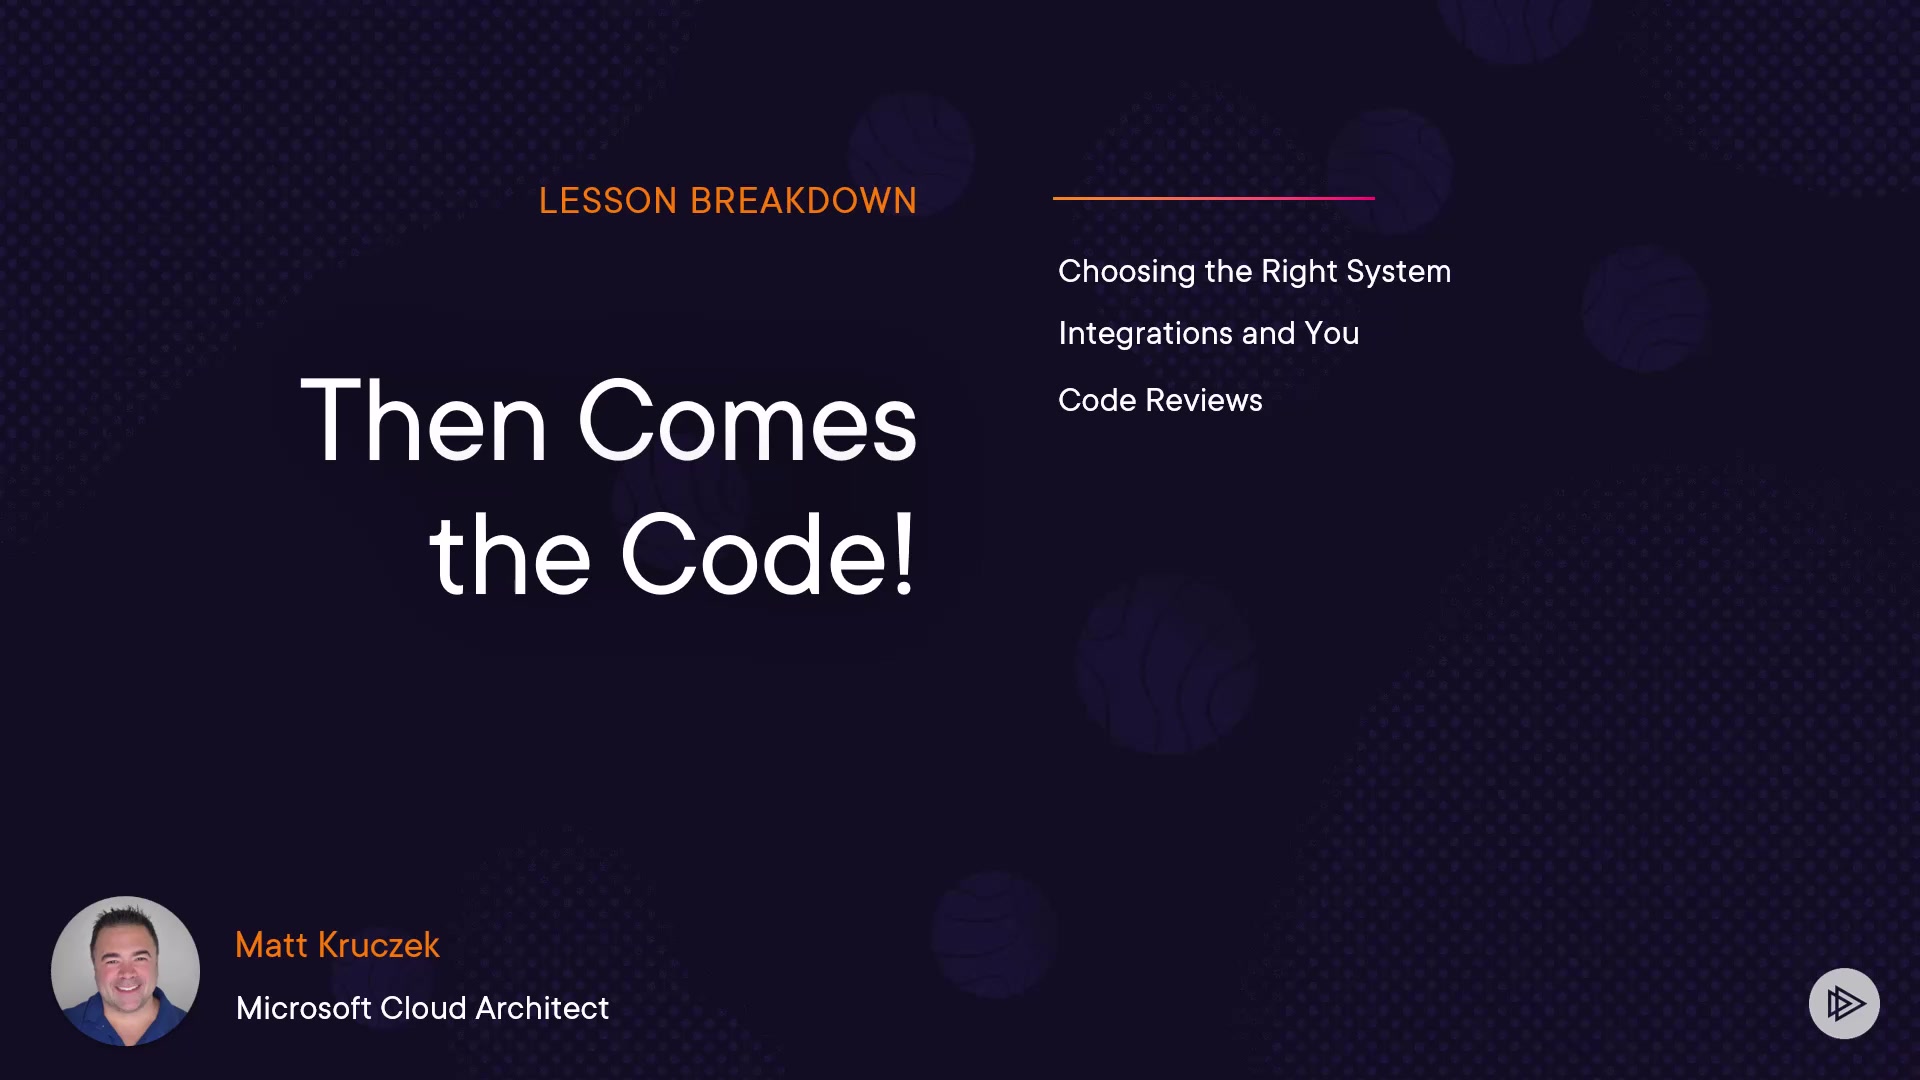 LESSON BREAKDOWN
Then Comes
the Code!
Choosing the Right System
Integrations and You
Code Reviews
Matt Kruczek
Microsoft Cloud Architect